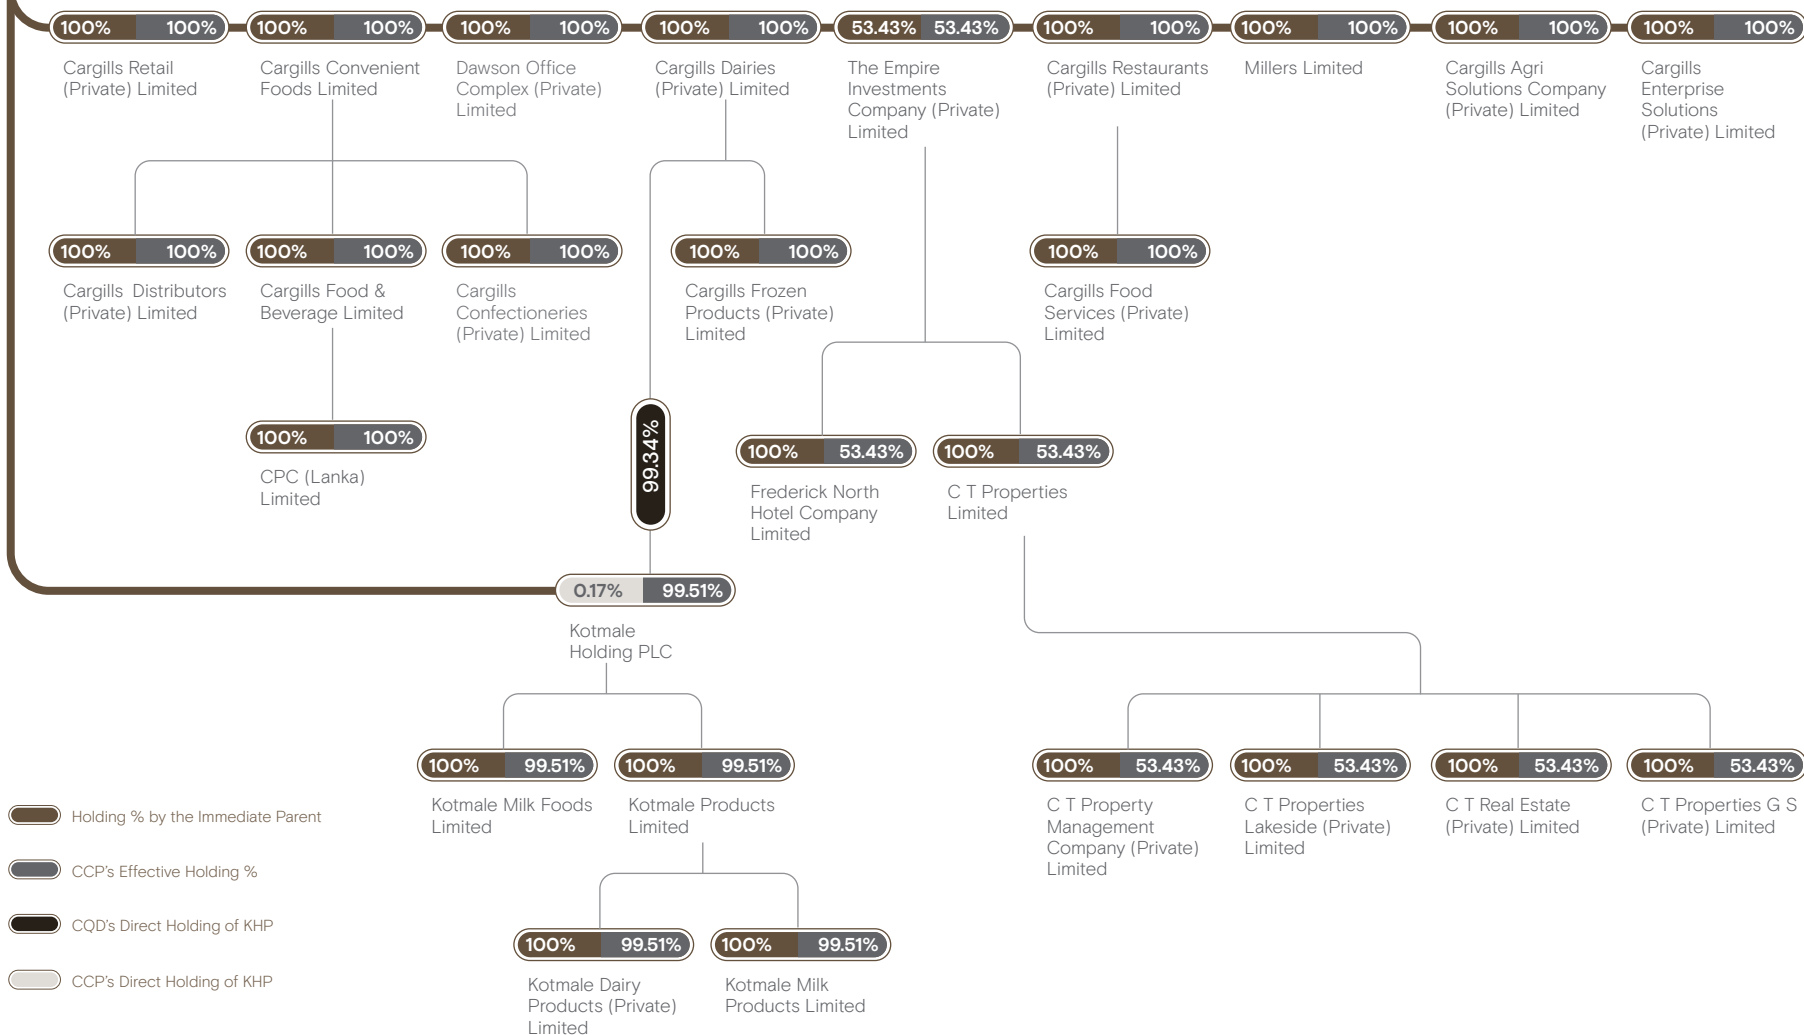 100% 100%
Cargills Retail
(Private) Limited
100% 100%
Cargills Convenient
Foods Limited
100% 100%
Dawson Office
Complex (Private)
Limited
100% 100%
Cargills Dairies
(Private) Limited
53.43% 53.43%
The Empire
Investments
Company (Private)
Limited
100% 100%
Cargills Restaurants
(Private) Limited
100% 100%
Millers Limited
100% 100%
Cargills Agri
Solutions Company
(Private) Limited
100% 100%
Cargills
Enterprise
Solutions
(Private) Limited
100% 100%
Cargills Distributors
(Private) Limited
100% 100%
Cargills Food &
Beverage Limited
100% 100%
Cargills
Confectioneries
(Private) Limited
100% 100%
Cargills Frozen
Products (Private)
Limited
100% 100%
Cargills Food
Services (Private)
Limited
100% 100%
CPC (Lanka)
Limited
99.34%
100% 53.43%
Frederick North
Hotel Company
Limited
100% 53.43%
C T Properties
Limited
0.17% 99.51%
Kotmale
Holding PLC
100% 99.51%
Kotmale Milk Foods
Limited
100% 99.51%
Kotmale Products
Limited
100% 53.43%
C T Property
Management
Company (Private)
Limited
100% 53.43%
C T Properties
Lakeside (Private)
Limited
100% 53.43%
C T Real Estate
(Private) Limited
100% 53.43%
C T Properties G S
(Private) Limited
100% 99.51%
Kotmale Dairy
Products (Private)
Limited
100% 99.51%
Kotmale Milk
Products Limited
Holding % by the Immediate Parent
CCP's Effective Holding %
CQD's Direct Holding of KHP
CCP's Direct Holding of KHP